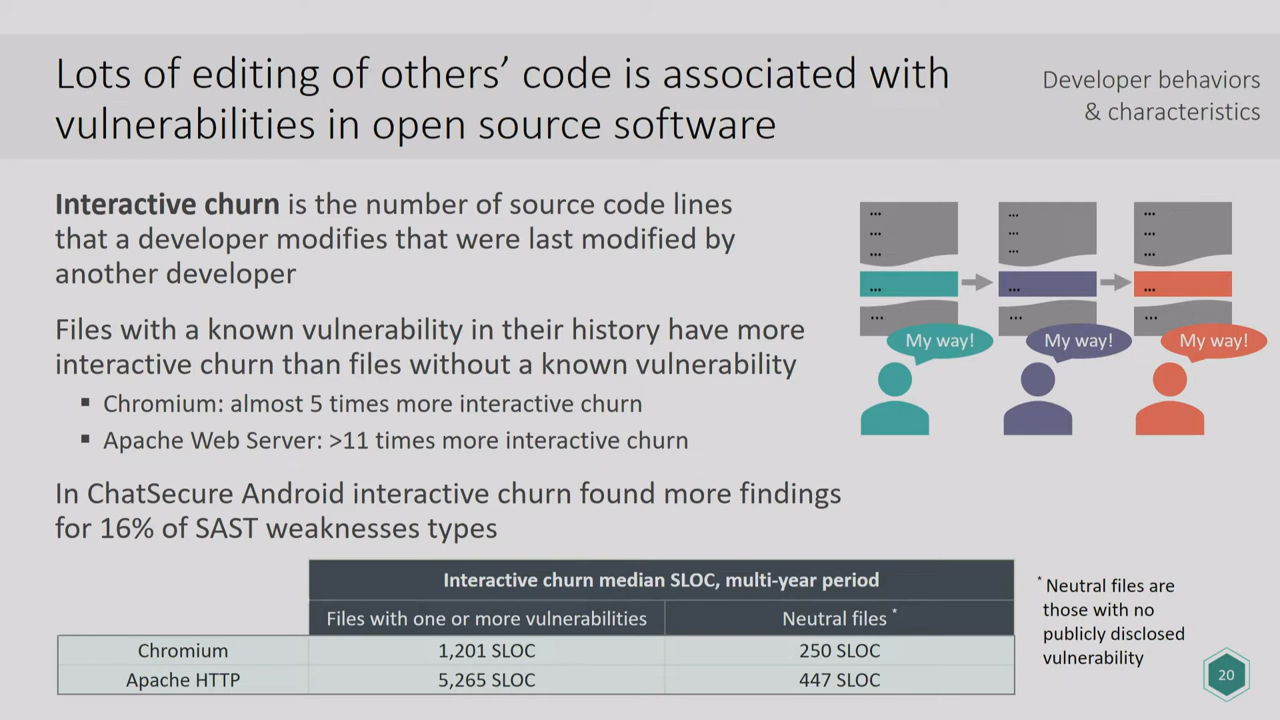 Lots of editing of others’ code is associated with
vulnerabilities in open source software
Developer behaviors
& characteristics
Interactive churn is the number of source code lines
that a developer modifies that were last modified by
another developer
Files with a known vulnerability in their history have more
interactive churn than files without a known vulnerability
▪ Chromium: almost 5 times more interactive churn
▪ Apache Web Server: >11 times more interactive churn
In ChatSecure Android interactive churn found more findings
for 16% of SAST weaknesses types
... ... ...
... ... ...
... ... ...
... ... ...
... ... ...
My way! My way! My way!
Interactive churn median SLOC, multi-year period
Files with one or more vulnerabilities Neutral files *
Chromium 1,201 SLOC 250 SLOC
Apache HTTP 5,265 SLOC 447 SLOC
* Neutral files are
those with no
publicly disclosed
vulnerability
20